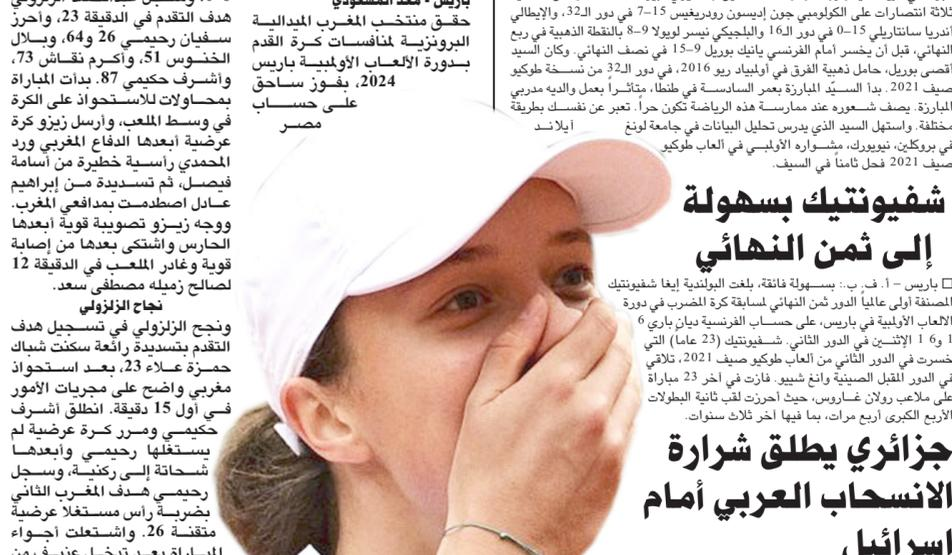 ثلاثة انتصارات على الكولومبي جون إديسون رودريغيس 15–7 في دور الـ32، والإيطالي
أندريا سانتاريلي 15–0 في دور الـ16 والبلجيكي نيسر لويولا 9–8 بالنقطة الذهبية في ربع
النهائي، قبل أن يخسر أمام الفرنسي يانيك بوريل 9–15 في نصف النهائي. وكان السيد
أقصى بوريل، حامل ذهبية الفرق في أولمبياد ريو 2016، في دور الـ32 من نسخة طوكيو
صيف 2021. بدأ السيّد المبارزة بعمر السادسة في طنطا، متأثراً بعمل والديه مدربي
المبارزة. يصف شعوره عند ممارسة هذه الرياضة تكون حراً. تعبر عن نفسك بطريقة
مختلفة. واستهل السيد الذي يدرس تحليل البيانات في جامعة لونغ آيلاند
في بروكلين، نيويورك، مشواره الأولمبي في ألعاب طوكيو
صيف 2021 فحل ثامناً في السيف.
شفيونتيك بسهولة
إلى ثمن النهائي
□ باريس – أ. ف. ب.: بسهولة فائقة، بلغت البولندية إيغا شفيونتيك
المصنفة أولى عالمياً الدور ثمن النهائي لمسابقة كرة المضرب في دورة
الألعاب الأولمبية في باريس، على حساب الفرنسية ديان باري 6
1 و6 1 الإثنين في الدور الثاني. شفيونتيك (23 عاما) التي
خسرت في الدور الثاني من ألعاب طوكيو صيف 2021، تلاقي
في الدور المقبل الصينية وانغ شييو. فازت في آخر 23 مباراة
على ملاعب رولان غاروس، حيث أحرزت لقب ثانية البطولات
الأربع الكبرى أربع مرات، بما فيها آخر ثلاث سنوات.
جزائري يطلق شرارة
الانسحاب العربي أمام
إسرائيل
باريس – معد المسعودي
حقق منتخب المغرب الميدالية
البرونزية لمنافسات كرة القدم
بدورة الألعاب الأولمبية باريس
2024، بفوز ساحق
على حساب
مصر
هدف التقدم في الدقيقة 23، وأحرز
سفيان رحيمي 26 و64، وبلال
الخنوس 51، وأكرم نقاش 73،
وأشرف حكيمي 87. بدأت المباراة
بمحاولات للاستحواذ على الكرة
في وسط الملعب، وأرسل زيزو كرة
عرضية أبعدها الدفاع المغربي ورد
المحمدي رأسية خطيرة من أسامة
فيصل، ثم تسديدة من إبراهيم
عادل اصطدمت بمدافعي المغرب.
ووجه زيزو تصويبة قوية أبعدها
الحارس واشتكى بعدها من إصابة
قوية وغادر الملعب في الدقيقة 12
لصالح زميله مصطفى سعد.
نجاح الزلزولي
ونجح الزلزولي في تسجيل هدف
التقدم بتسديدة رائعة سكنت شباك
حمزة علاء 23، بعد استحواذ
مغربي واضح على مجريات الأمور
في أول 15 دقيقة. انطلق أشرف
حكيمي ومرر كرة عرضية لم
يستغلها رحيمي وأبعدها
شحاتة إلى ركنية، وسجل
رحيمي هدف المغرب الثاني
بضربة رأس مستغلا عرضية
متقنة 26. واشتعلت أجواء
المباراة بعد تدخل عنيف من